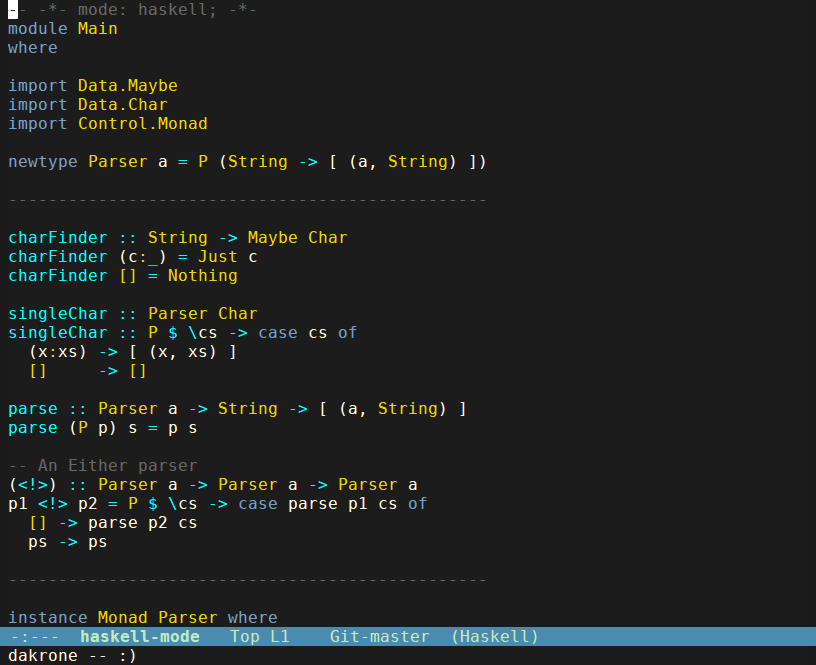 -- -*- mode: haskell; -*-
module Main
where

import Data.Maybe
import Data.Char
import Control.Monad

newtype Parser a = P (String -> [ (a, String) ])

------------------------------------------------

charFinder :: String -> Maybe Char
charFinder (c:_) = Just c
charFinder [] = Nothing

singleChar :: Parser Char
singleChar :: P $ \cs -> case cs of
  (x:xs) -> [ (x, xs) ]
  []     -> []

parse :: Parser a -> String -> [ (a, String) ]
parse (P p) s = p s

-- An Either parser
(<!>) :: Parser a -> Parser a -> Parser a
p1 <!> p2 = P $ \cs -> case parse p1 cs of
  [] -> parse p2 cs
  ps -> ps

------------------------------------------------

instance Monad Parser where
-:---  haskell-mode   Top L1    Git-master  (Haskell)
dakrone -- :)